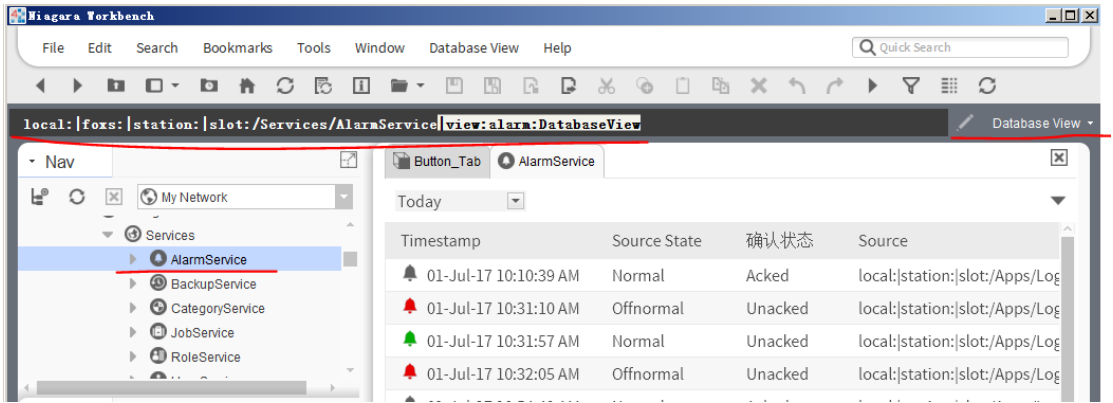 Niagara Workbench
File Edit Search Bookmarks Tools Window Database View Help Quick Search
local:|foxs:|station:|slot:/Services/AlarmService|view:alarm:DatabaseView Database View
Nav
My Network
Services
AlarmService
BackupService
CategoryService
JobService
RoleService
Button_Tab AlarmService
Today
Timestamp Source State 确认状态 Source
01-Jul-17 10:10:39 AM Normal Acked local:|station:|slot:/Apps/Log
01-Jul-17 10:31:10 AM Offnormal Unacked local:|station:|slot:/Apps/Log
01-Jul-17 10:31:57 AM Normal Unacked local:|station:|slot:/Apps/Log
01-Jul-17 10:32:05 AM Offnormal Unacked local:|station:|slot:/Apps/Log